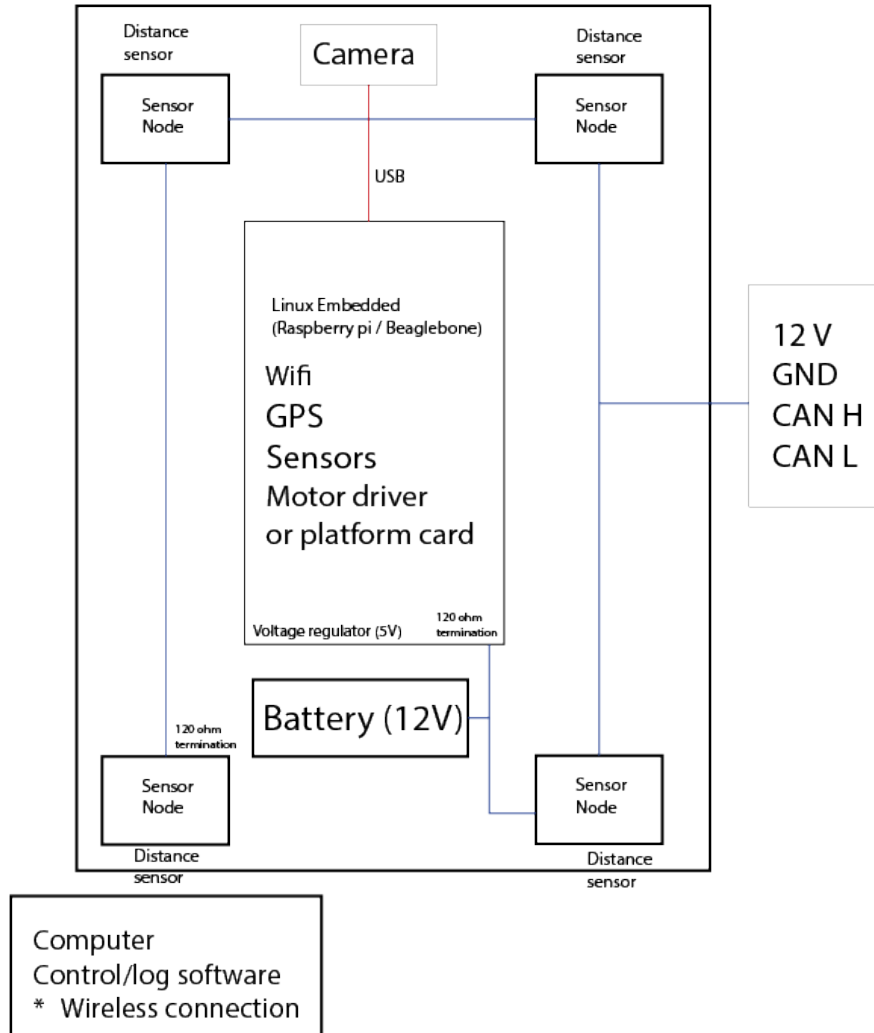 Distance
sensor
Camera
Distance
sensor
Sensor
Node
Sensor
Node
USB
Linux Embedded
(Raspberry pi / Beaglebone)
Wifi
GPS
Sensors
Motor driver
or platform card
12 V
GND
CAN H
CAN L
Voltage regulator (5V)
120 ohm
termination
Battery (12V)
120 ohm
termination
Sensor
Node
Sensor
Node
Distance
sensor
Distance
sensor
Computer
Control/log software
* Wireless connection